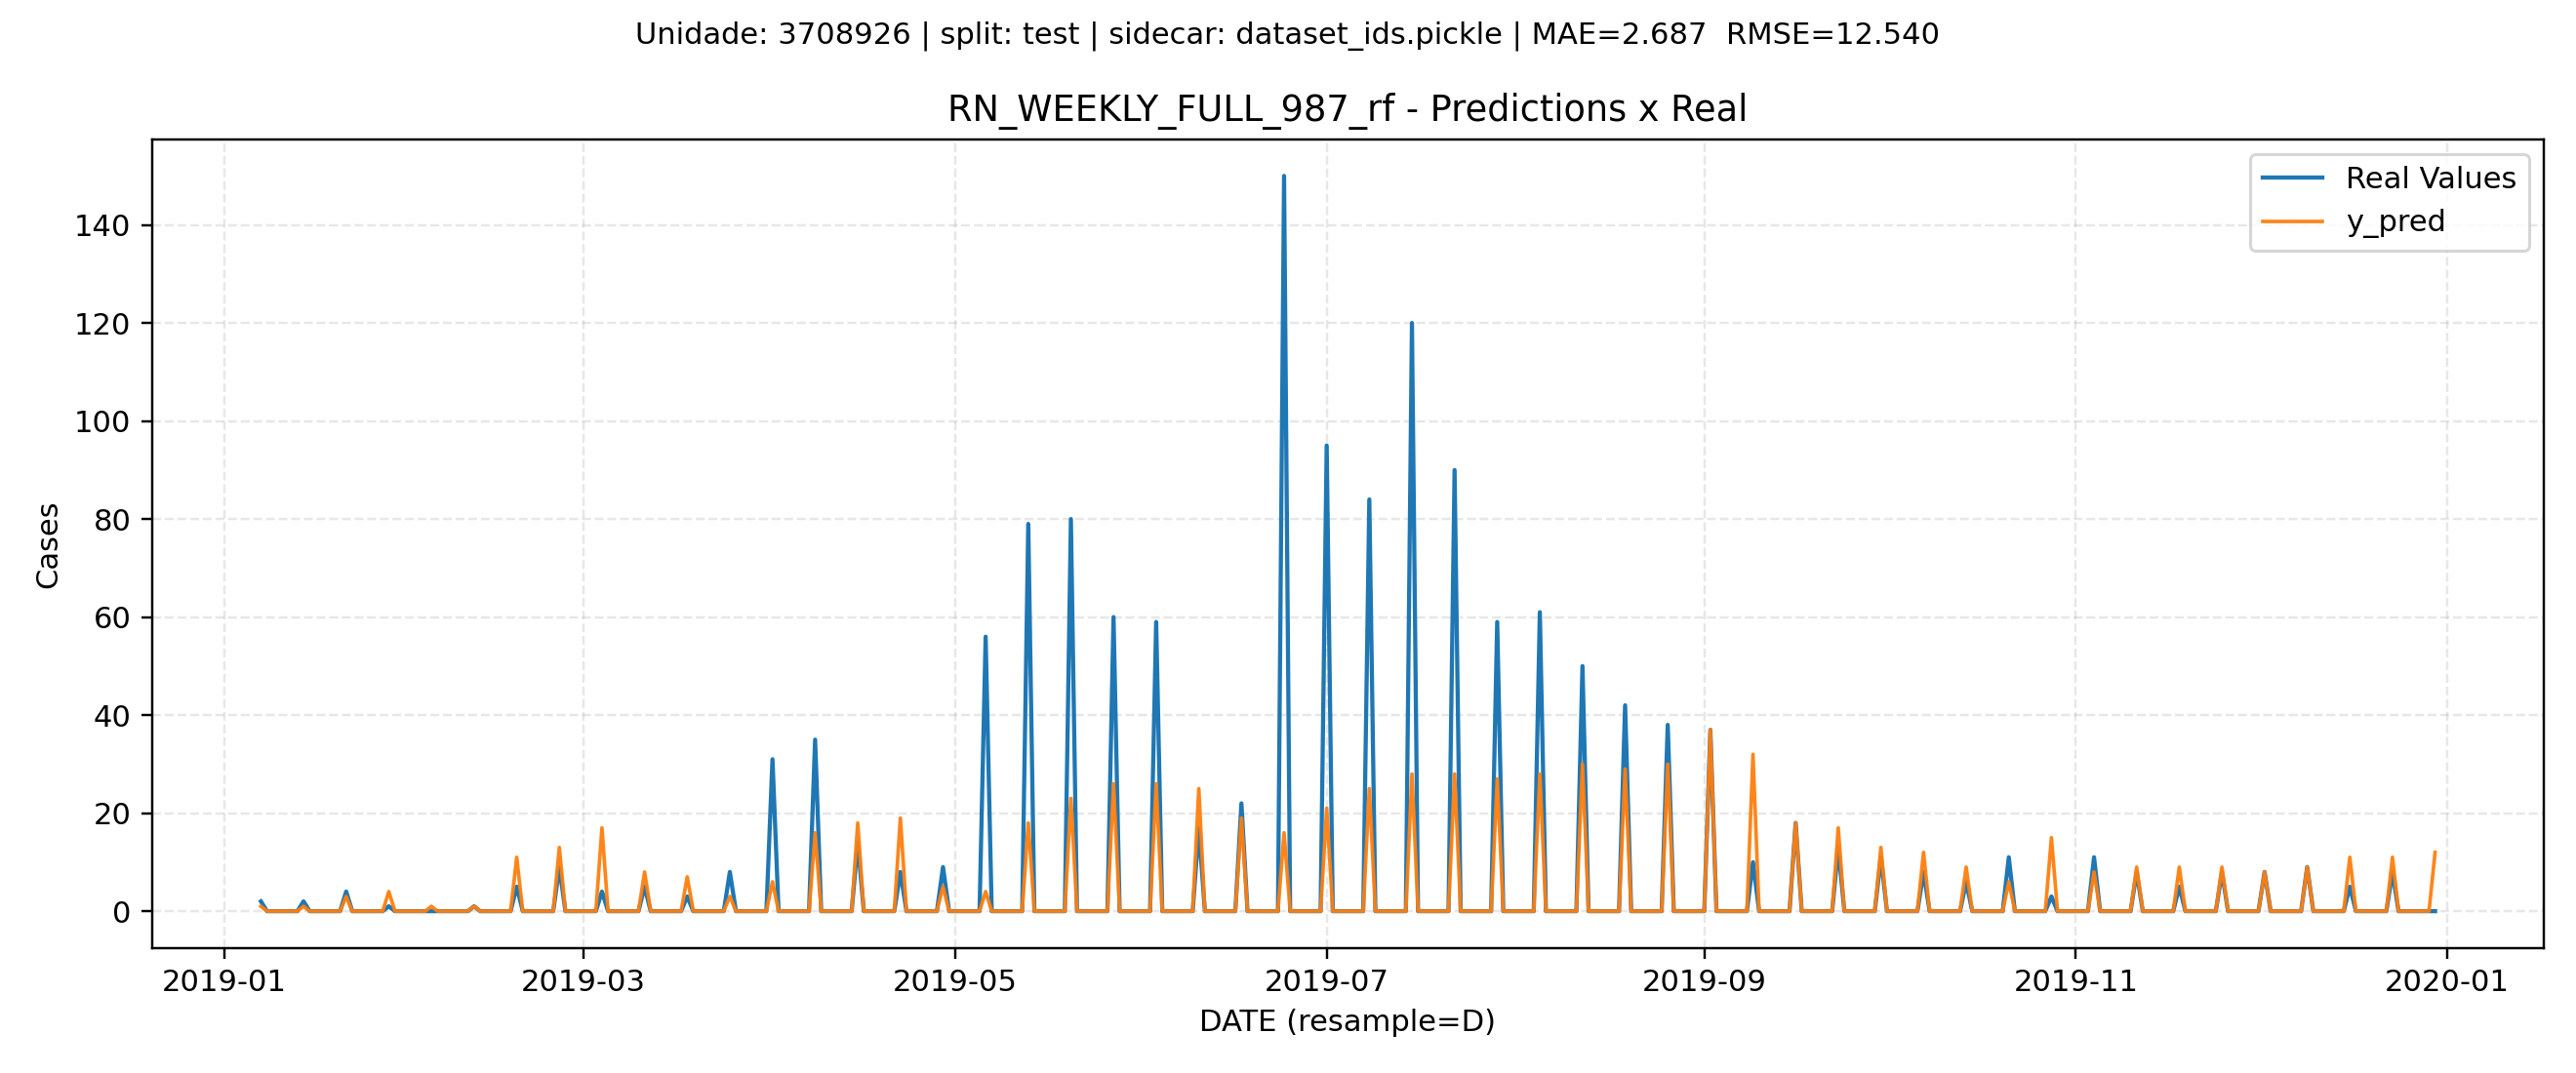 Unidade: 3708926 | split: test | sidecar: dataset_ids.pickle | MAE=2.687  RMSE=12.540
RN_WEEKLY_FULL_987_rf - Predictions x Real
Real Values
y_pred
140
120
100
80
60
40
20
0
Cases
2019-01
2019-03
2019-05
2019-07
2019-09
2019-11
2020-01
DATE (resample=D)